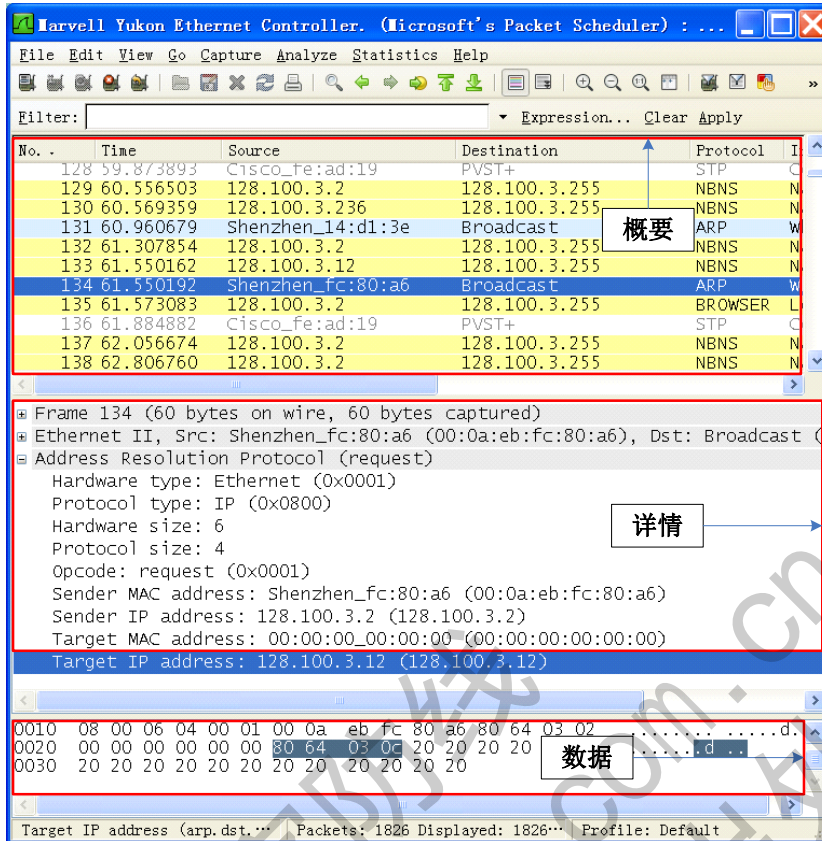 Marvell Yukon Ethernet Controller. (Microsoft's Packet Scheduler) : ...
File Edit View Go Capture Analyze Statistics Help
Filter: Expression... Clear Apply
No. - Time Source Destination Protocol
128 59.873893 Cisco_fe:ad:19 PVST+ STP
129 60.556503 128.100.3.2 128.100.3.255 NBNS
130 60.569359 128.100.3.236 128.100.3.255 NBNS
131 60.960679 Shenzhen_14:d1:3e Broadcast ARP
132 61.307854 128.100.3.2 128.100.3.255 NBNS
133 61.550162 128.100.3.12 128.100.3.255 NBNS
134 61.550192 Shenzhen_fc:80:a6 Broadcast ARP
135 61.573083 128.100.3.2 128.100.3.255 BROWSER
136 61.884882 Cisco_fe:ad:19 PVST+ STP
137 62.056674 128.100.3.2 128.100.3.255 NBNS
138 62.806760 128.100.3.2 128.100.3.255 NBNS
概要
Frame 134 (60 bytes on wire, 60 bytes captured)
Ethernet II, Src: Shenzhen_fc:80:a6 (00:0a:eb:fc:80:a6), Dst: Broadcast (
Address Resolution Protocol (request)
Hardware type: Ethernet (0x0001)
Protocol type: IP (0x0800)
Hardware size: 6
Protocol size: 4
Opcode: request (0x0001)
Sender MAC address: Shenzhen_fc:80:a6 (00:0a:eb:fc:80:a6)
Sender IP address: 128.100.3.2 (128.100.3.2)
Target MAC address: 00:00:00_00:00:00 (00:00:00:00:00:00)
Target IP address: 128.100.3.12 (128.100.3.12)
详情
0010 08 00 06 04 00 01 00 0a eb fc 80 a6 80 64 03 02 ........ .....d..
0020 00 00 00 00 00 00 80 64 03 0c 20 20 20 20 .d ..
0030 20 20 20 20 20 20 20 20 20 20 20 20
数据
Target IP address (arp.dst.… Packets: 1826 Displayed: 1826… Profile: Default